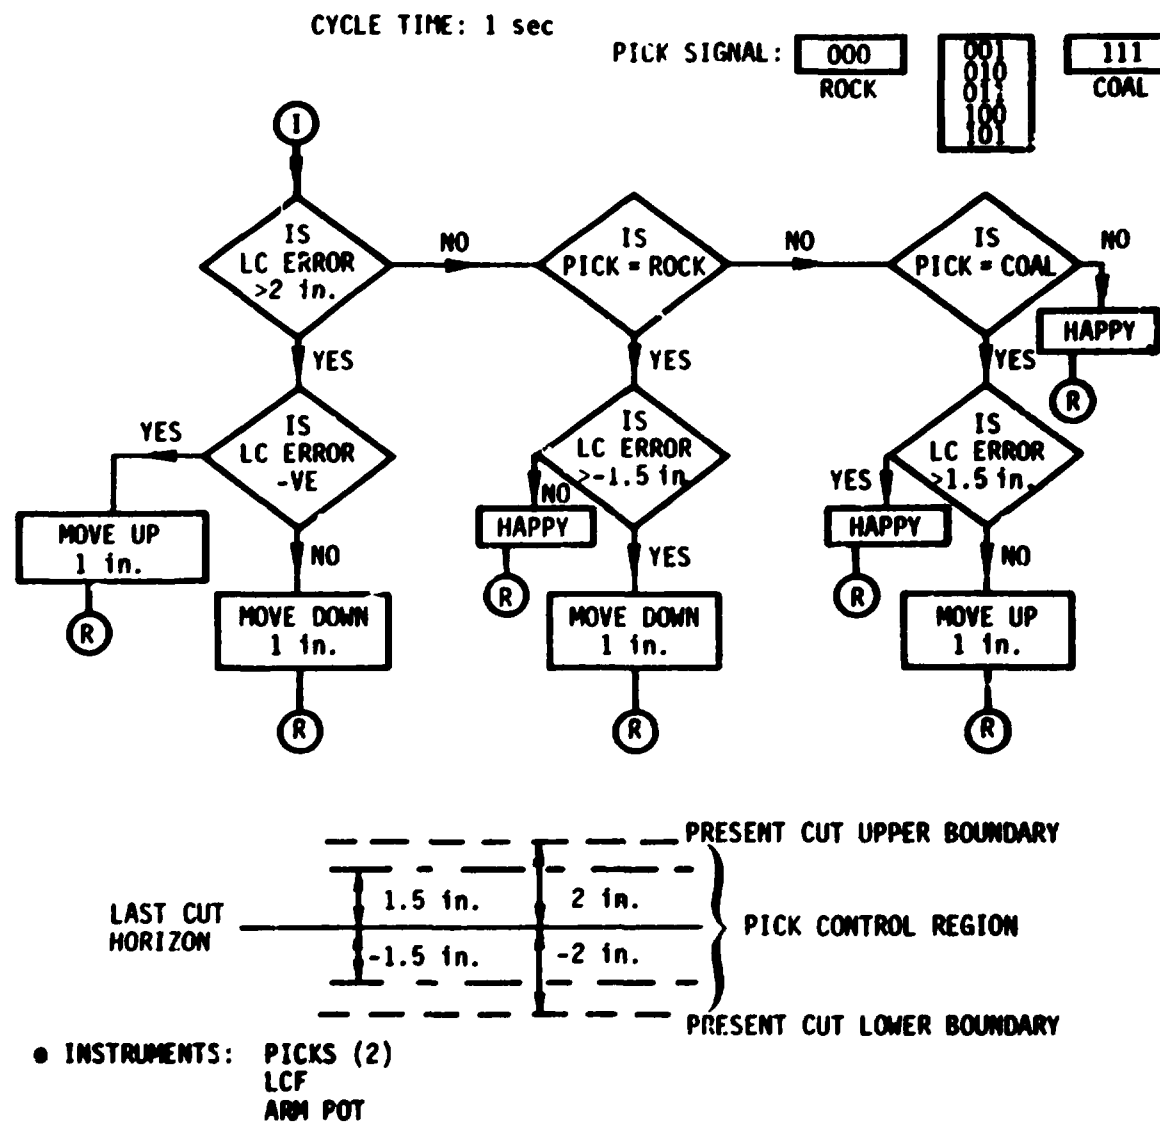 CYCLE TIME: 1 sec
PICK SIGNAL:
000
ROCK
001
010
011
100
101
111
COAL
I
IS
LC ERROR
>2 in.
NO
IS
PICK = ROCK
NO
IS
PICK = COAL
NO
HAPPY
R
YES
YES
YES
IS
LC ERROR
-VE
YES
MOVE UP
1 in.
R
NO
MOVE DOWN
1 in.
R
IS
LC ERROR
>-1.5 in.
NO
HAPPY
R
YES
MOVE DOWN
1 in.
R
IS
LC ERROR
>1.5 in.
YES
HAPPY
R
NO
MOVE UP
1 in.
R
PRESENT CUT UPPER BOUNDARY
1.5 in.
2 in.
LAST CUT
HORIZON
PICK CONTROL REGION
-1.5 in.
-2 in.
PRESENT CUT LOWER BOUNDARY
• INSTRUMENTS: PICKS (2)
LCF
ARM POT